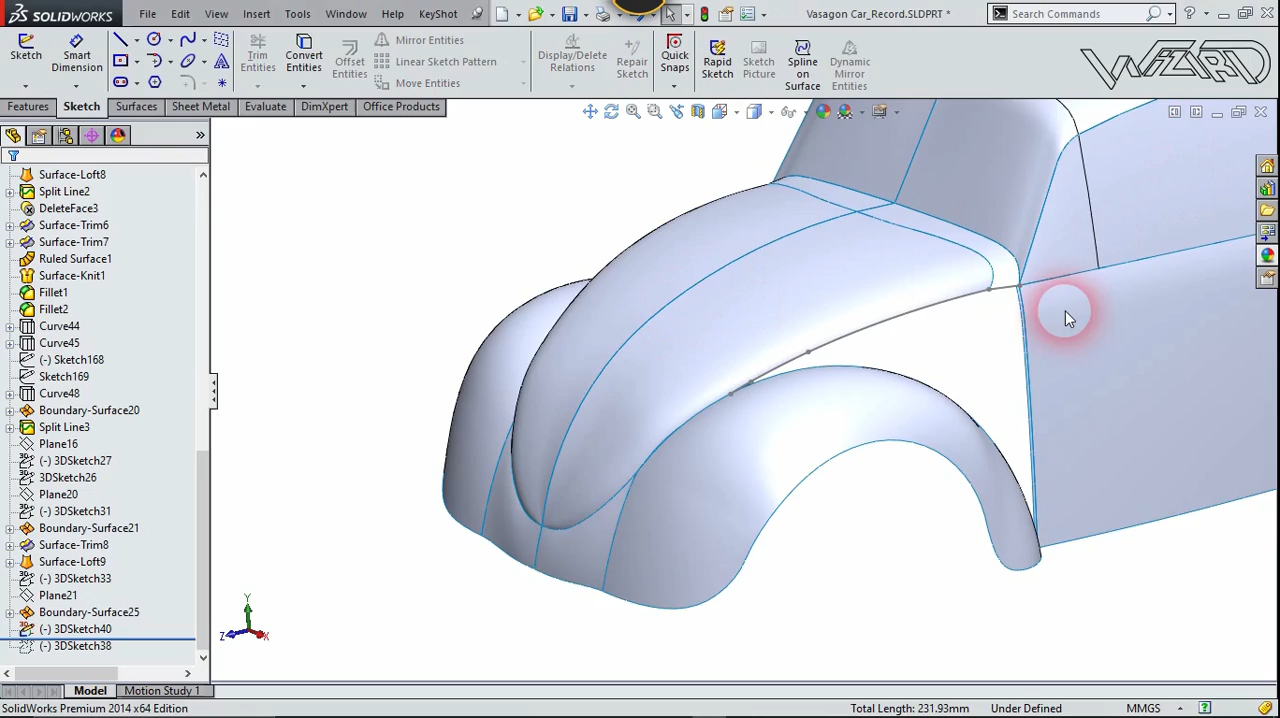 SOLIDWORKS
File Edit View Insert Tools Window Help KeyShot
Vasagon Car_Record.SLDPRT *
Search Commands
Sketch
Smart Dimension
Trim Entities
Convert Entities
Offset Entities
Mirror Entities
Linear Sketch Pattern
Move Entities
Display/Delete Relations
Repair Sketch
Quick Snaps
Rapid Sketch
Sketch Picture
Spline on Surface
Dynamic Mirror Entities
WIZARD
Features Sketch Surfaces Sheet Metal Evaluate DimXpert Office Products
Surface-Loft8
Split Line2
DeleteFace3
Surface-Trim6
Surface-Trim7
Ruled Surface1
Surface-Knit1
Fillet1
Fillet2
Curve44
Curve45
(-) Sketch168
Sketch169
Curve48
Boundary-Surface20
Split Line3
Plane16
(-) 3DSketch27
3DSketch26
Plane20
(-) 3DSketch31
Boundary-Surface21
Surface-Trim8
Surface-Loft9
(-) 3DSketch33
Plane21
Boundary-Surface25
(-) 3DSketch40
(-) 3DSketch38
Y
Z X
Model Motion Study 1
SolidWorks Premium 2014 x64 Edition
Total Length: 231.93mm Under Defined MMGS